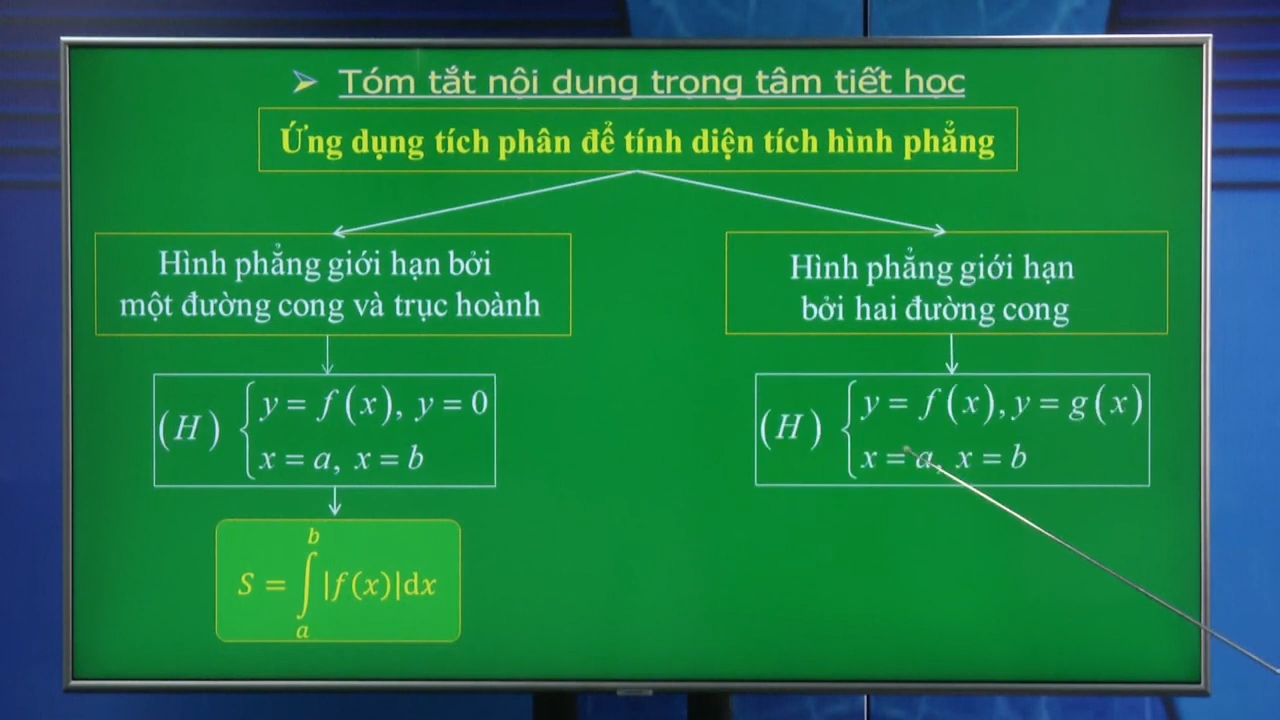 ➢ Tóm tắt nội dung trọng tâm tiết học
Ứng dụng tích phân để tính diện tích hình phẳng
Hình phẳng giới hạn bởi
một đường cong và trục hoành
Hình phẳng giới hạn
bởi hai đường cong
(H) { y = f(x), y = 0
x = a, x = b
(H) { y = f(x), y = g(x)
x = a, x = b
S = ∫_a^b |f(x)|dx